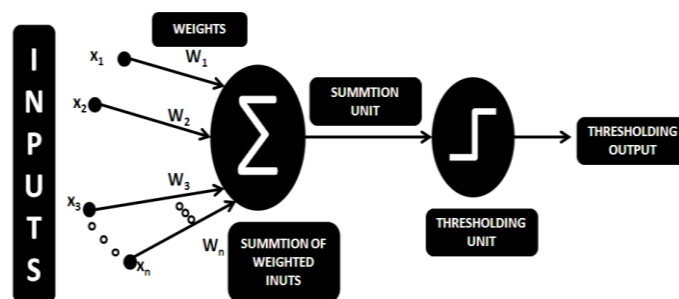 INPUTS
WEIGHTS
X1
W1
X2
W2
X3
W3
Xn
Wn
Σ
SUMMTION OF
WEIGHTED
INUTS
SUMMTION
UNIT
THRESHOLDING
UNIT
THRESHOLDING
OUTPUT